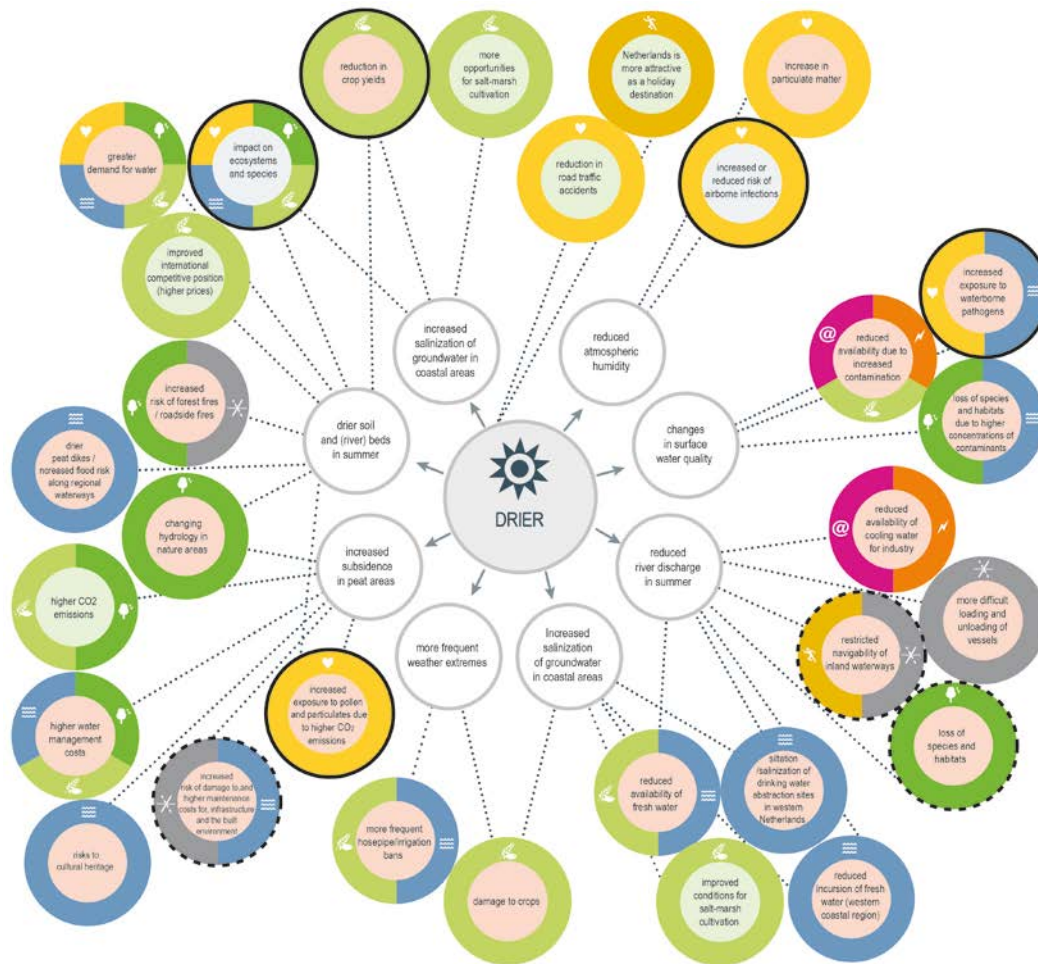 reduction in
crop yields
more
opportunities
for salt-marsh
cultivation
Netherlands is
more attractive
as a holiday
destination
Increase in
particulate matter
greater
demand for water
impact on
ecosystems
and species
reduction in
road traffic
accidents
increased or
reduced risk of
airborne infections
improved
international
competitive position
(higher prices)
increased
exposure to
waterborne
pathogens
increased
salinization of
groundwater in
coastal areas
reduced
atmospheric
humidity
@
reduced
availability due to
increased
contamination
increased
risk of forest fires
/ roadside fires
drier soil
and (river) beds
in summer
changes
in surface
water quality
loss of species
and habitats
due to higher
concentrations of
contaminants
drier
peat dikes /
ncreased flood risk
along regional
waterways
DRIER
changing
hydrology in
nature areas
@
reduced
availability of
cooling water
for industry
increased
subsidence
in peat areas
reduced
river discharge
in summer
higher CO2
emissions
more difficult
loading and
unloading of
vessels
restricted
navigability of
inland waterways
more frequent
weather extremes
Increased
salinization
of groundwater
in coastal areas
increased
exposure to pollen
and particulates due
to higher CO2
emissions
higher water
management
costs
loss of
species and
habitats
increased
risk of damage to and
higher maintenance
costs for, infrastructure
and the built
environment
reduced
availability of
fresh water
siltation
/salinization of
drinking water
abstraction sites
in western
Netherlands
risks to
cultural heritage
more frequent
hosepipe/irrigation
bans
damage to crops
improved
conditions for
salt-marsh
cultivation
reduced
incursion of fresh
water (western
coastal region)